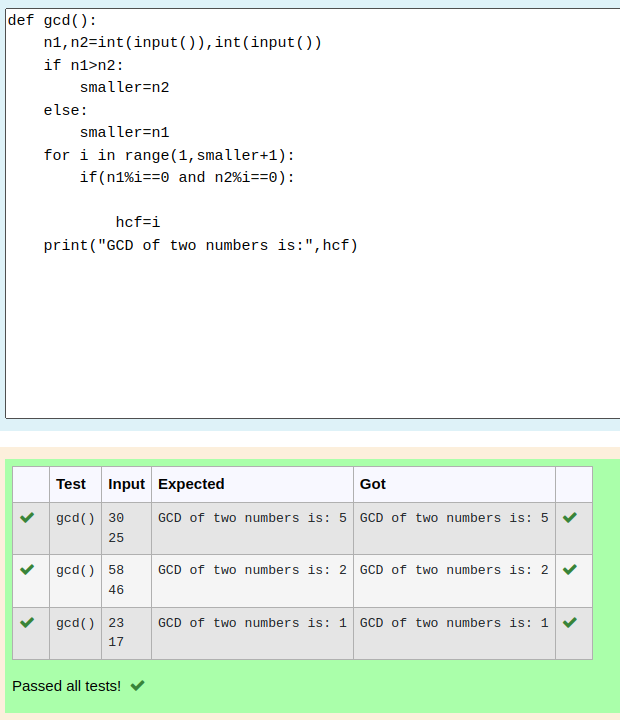 def gcd():
    n1,n2=int(input()),int(input())
    if n1>n2:
        smaller=n2
    else:
        smaller=n1
    for i in range(1,smaller+1):
        if(n1%i==0 and n2%i==0):

            hcf=i
    print("GCD of two numbers is:",hcf)
Test Input Expected Got
gcd() 30 GCD of two numbers is: 5 GCD of two numbers is: 5
25
gcd() 58 GCD of two numbers is: 2 GCD of two numbers is: 2
46
gcd() 23 GCD of two numbers is: 1 GCD of two numbers is: 1
17
Passed all tests!